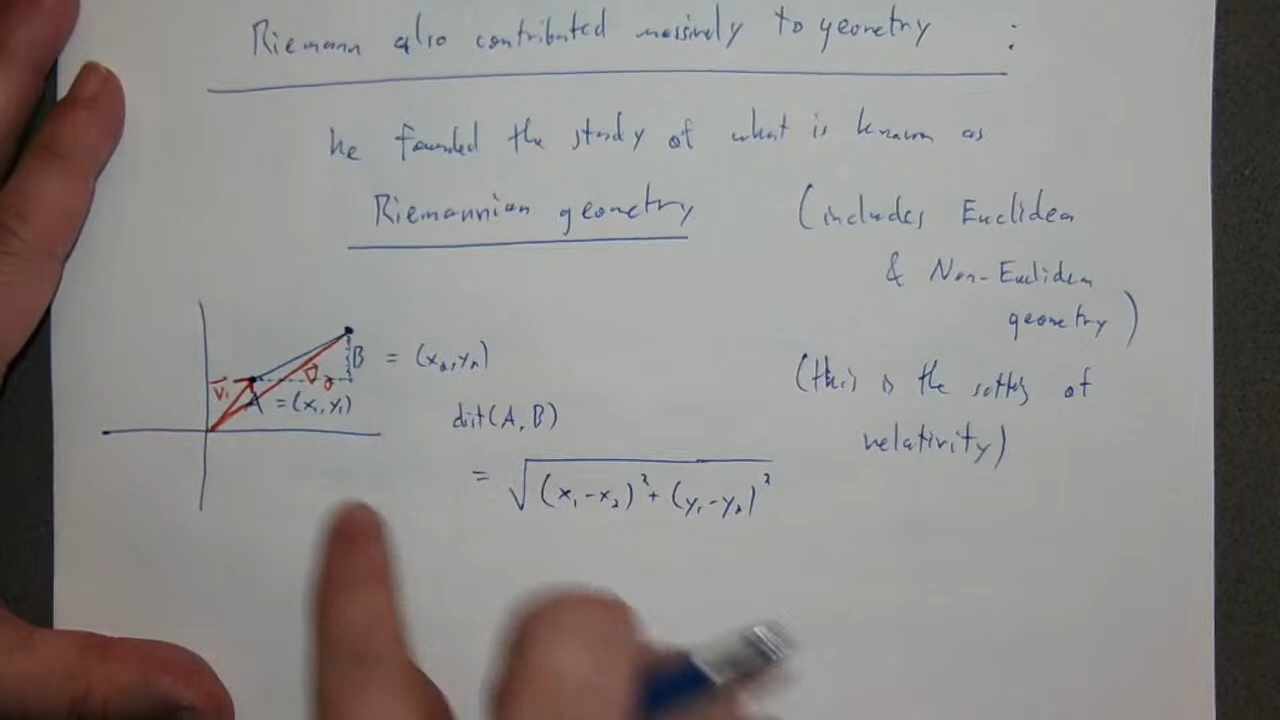 Riemann also contributed massively to geometry :
he founded the study of what is known as
Riemannian geometry
(includes Euclidean
& Non-Euclidean
geometry)
(this is the setting of
relativity)
B = (x₂, y₂)
V₁
V₂
A = (x₁, y₁)
dist(A, B)
= √((x₁-x₂)² + (y₁-y₂)²)